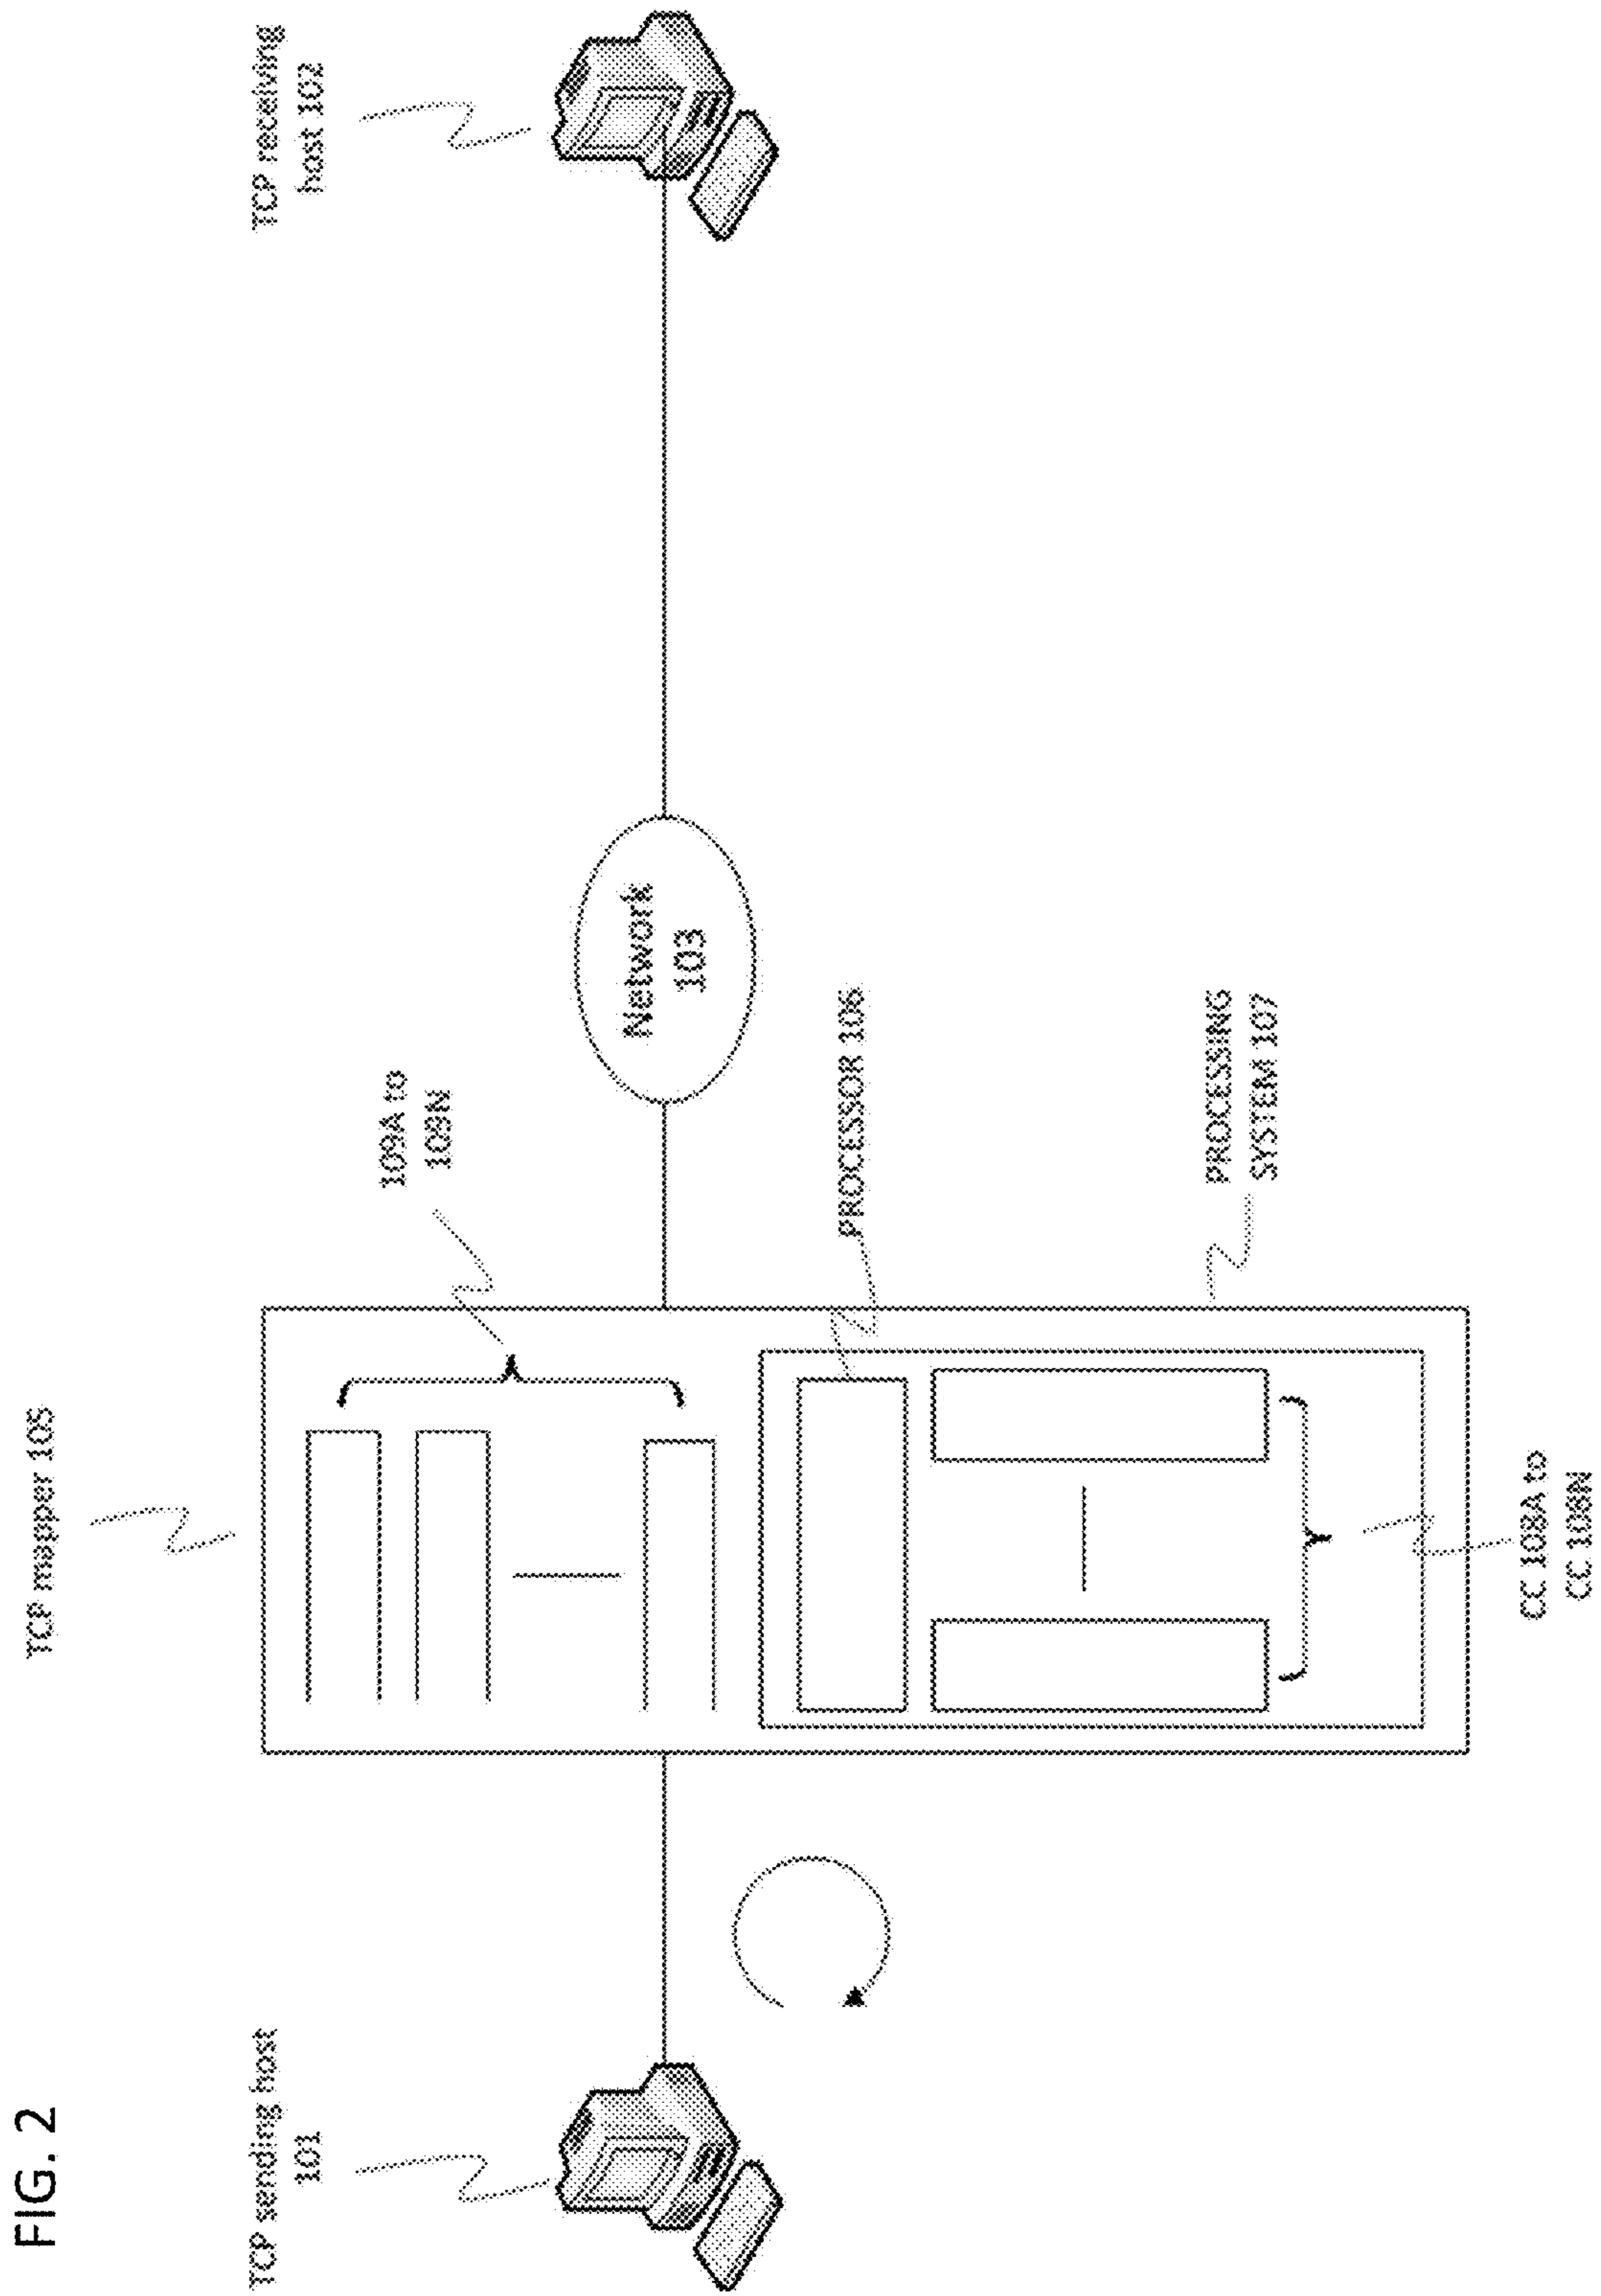 FIG. 2
TCP sending host
101
TCP mapper 105
109A to
109N
Network
103
TCP receiving
host 102
PROCESSOR 106
PROCESSING
SYSTEM 107
CC 108A to
CC 108N